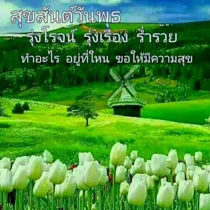 สุขสันต์วันพุธ
รุ่งโรจน์ รุ่งเรือง ร่ำรวย
ทำอะไร อยู่ที่ไหน ขอให้มีความสุข